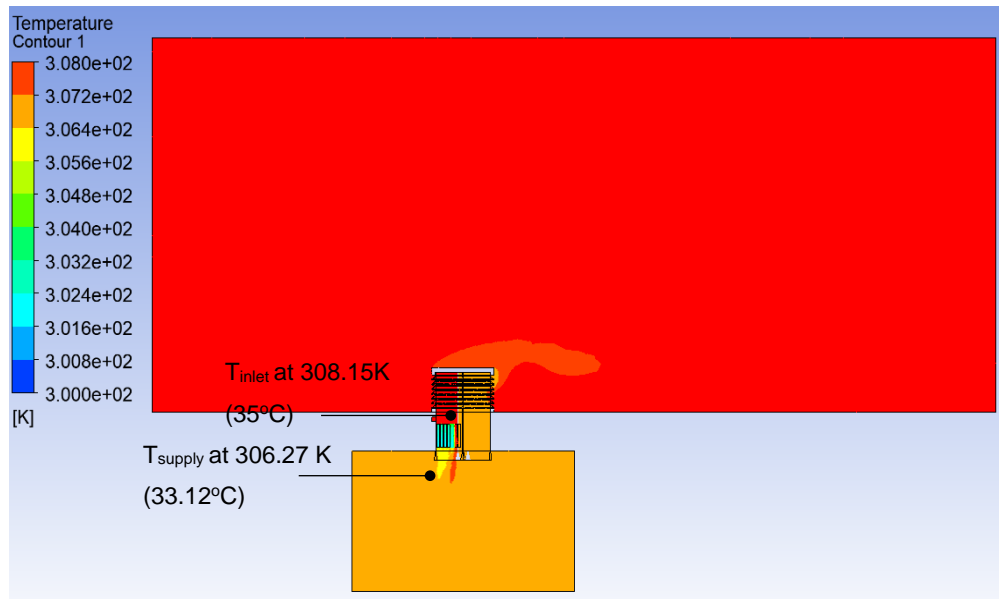 Temperature
Contour 1
3.080e+02
3.072e+02
3.064e+02
3.056e+02
3.048e+02
3.040e+02
3.032e+02
3.024e+02
3.016e+02
3.008e+02
3.000e+02
[K]
Tinlet at 308.15K
(35ºC)
Tsupply at 306.27 K
(33.12ºC)